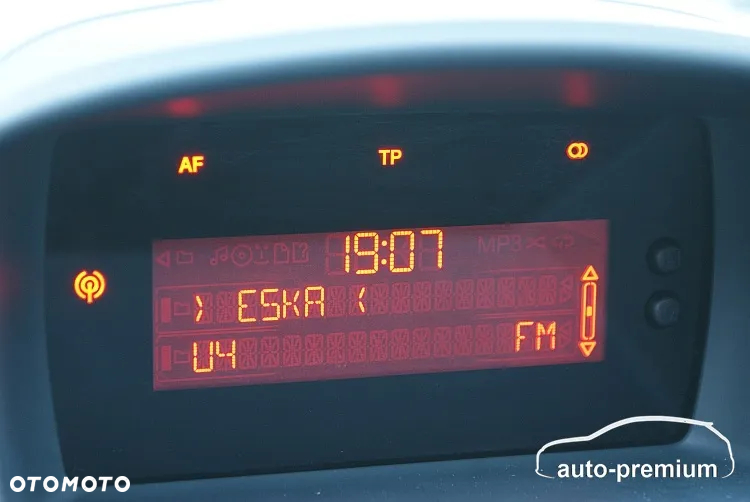 AF TP
19:07
MP3
> ESKA <
U4 FM
auto-premium
OTOMOTO